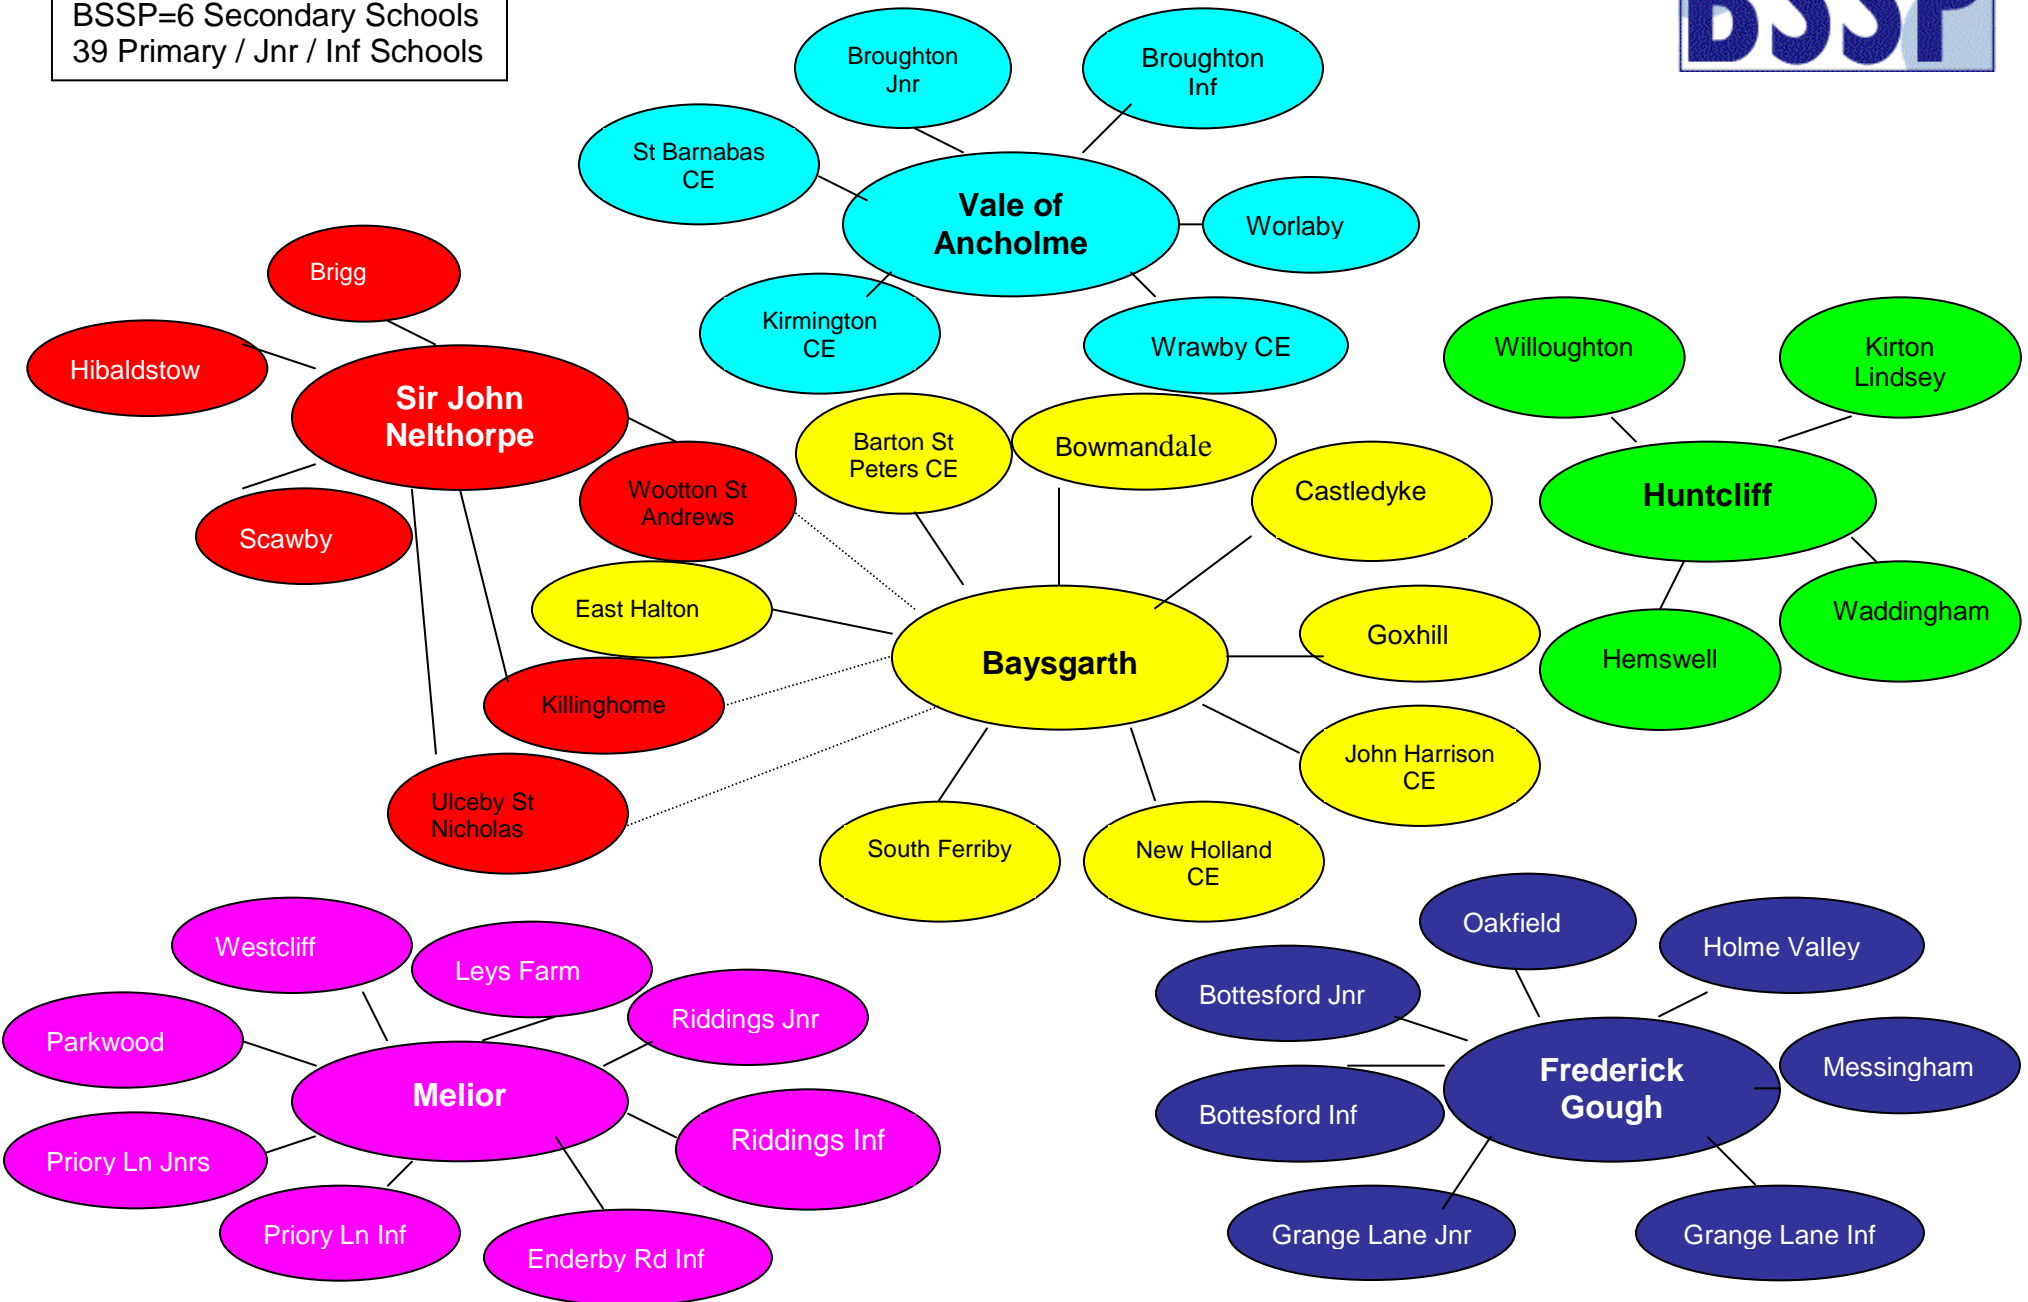 BSSP=6 Secondary Schools
39 Primary / Jnr / Inf Schools
BSSP
Broughton
Jnr
Broughton
Inf
St Barnabas
CE
Vale of
Ancholme
Worlaby
Kirmington
CE
Wrawby CE
Brigg
Hibaldstow
Sir John
Nelthorpe
Scawby
Wootton St
Andrews
Killinghome
Ulceby St
Nicholas
Barton St
Peters CE
Bowmandale
Castledyke
East Halton
Baysgarth
Goxhill
John Harrison
CE
South Ferriby
New Holland
CE
Willoughton
Kirton
Lindsey
Huntcliff
Waddingham
Hemswell
Westcliff
Leys Farm
Riddings Jnr
Parkwood
Melior
Riddings Inf
Priory Ln Jnrs
Priory Ln Inf
Enderby Rd Inf
Oakfield
Holme Valley
Bottesford Jnr
Messingham
Frederick
Gough
Bottesford Inf
Grange Lane Jnr
Grange Lane Inf